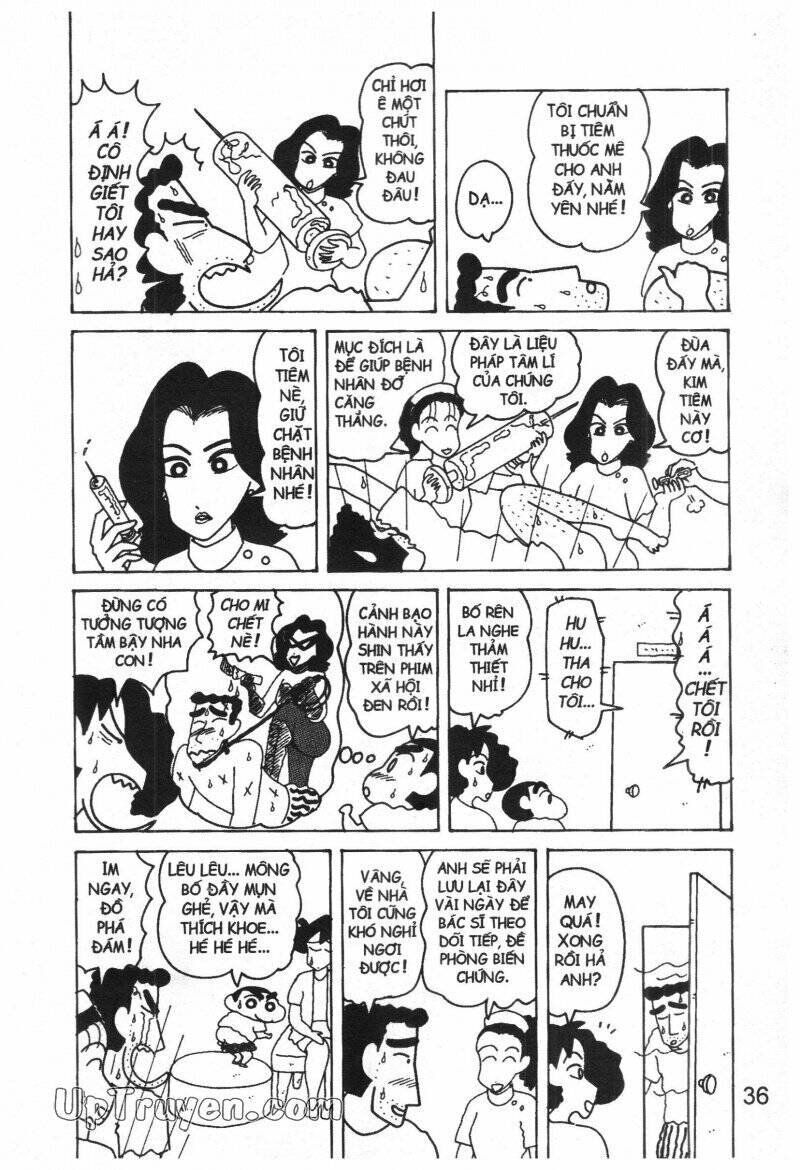 TÔI CHUẨN
BỊ TIÊM
THUỐC MÊ
CHO ANH
ĐẤY, NẰM
YÊN NHÉ!
DẠ...
CHỈ HƠI
Ê MỘT
CHÚT
THÔI,
KHÔNG
ĐAU
ĐÂU!
Á Á!
CÔ
ĐỊNH
GIẾT
TÔI
HAY
SAO
HẢ?
ĐÙA
ĐẤY MÀ,
KIM
TIÊM
NÀY
CƠ!
ĐÂY LÀ LIỆU
PHÁP TÂM LÍ
CỦA CHÚNG
TÔI.
MỤC ĐÍCH LÀ
ĐỂ GIÚP BỆNH
NHÂN ĐỠ
CĂNG
THẲNG.
TÔI
TIÊM
NÈ,
GIỮ
CHẶT
BỆNH
NHÂN
NHÉ!
Á
Á
Á
...
CHẾT
TÔI
RỒI
!
HU
HU...
THA
CHO
TÔI...
BỐ RÊN
LA NGHE
THẢM
THIẾT
NHỈ!
CẢNH BẠO
HÀNH NÀY
SHIN THẤY
TRÊN PHIM
XÃ HỘI
ĐEN RỒI!
CHO MI
CHẾT
NÈ!
ĐỪNG CÓ
TƯỞNG TƯỢNG
TẦM BẬY NHA
CON!
MAY
QUÁ!
XONG
RỒI HẢ
ANH?
ANH SẼ PHẢI
LƯU LẠI ĐÂY
VÀI NGÀY ĐỂ
BÁC SĨ THEO
DÕI TIẾP, ĐỀ
PHÒNG BIẾN
CHỨNG.
VÂNG,
VỀ NHÀ
TÔI CŨNG
KHÓ NGHỈ
NGƠI
ĐƯỢC!
LÊU LÊU... MÔNG
BỐ ĐẦY MỤN
GHẺ, VẬY MÀ
THÍCH KHOE...
HÉ HÉ HÉ...
IM
NGAY,
ĐỒ
PHÁ
ĐÁM!
UpTruyen.com
36